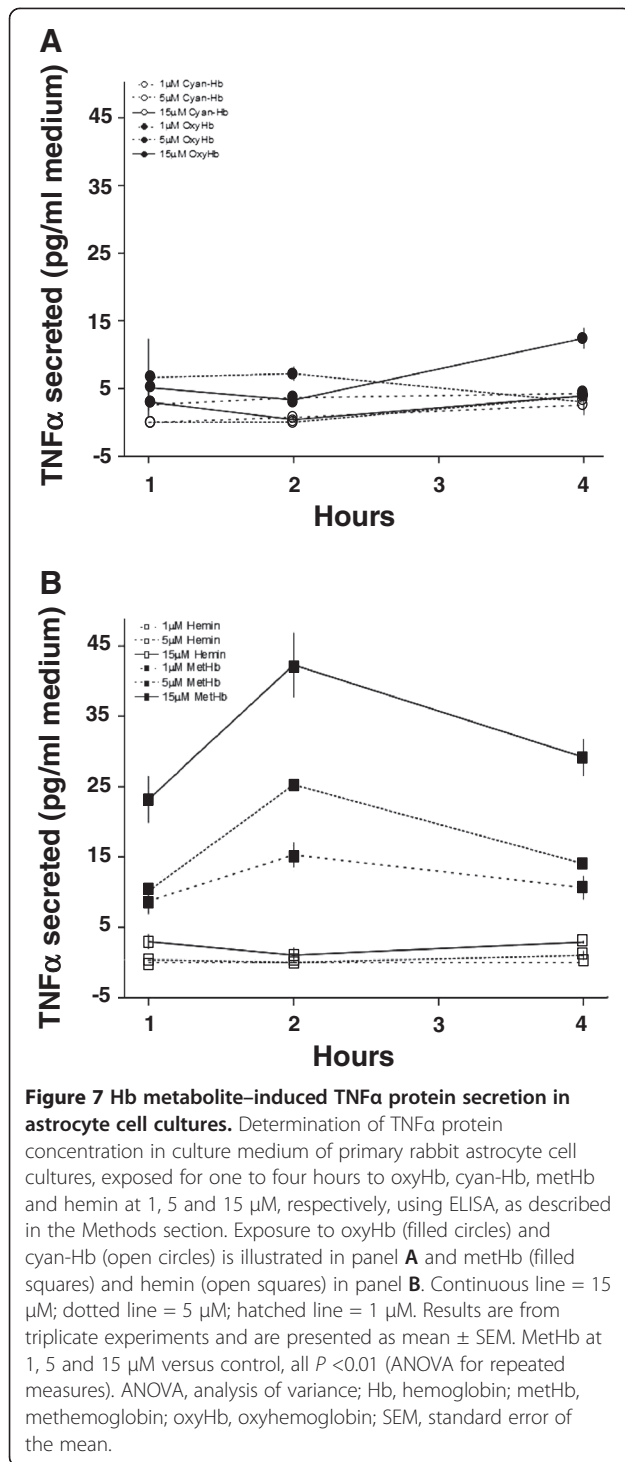 A
1μM Cyan-Hb
5μM Cyan-Hb
15μM Cyan-Hb
1μM OxyHb
5μM OxyHb
15μM OxyHb
TNFα secreted (pg/ml medium)
45
35
25
15
5
-5
1
2
3
4
Hours
B
1μM Hemin
5μM Hemin
15μM Hemin
1μM MetHb
5μM MetHb
15μM MetHb
TNFα secreted (pg/ml medium)
45
35
25
15
5
-5
1
2
3
4
Hours
Figure 7 Hb metabolite–induced TNFα protein secretion in
astrocyte cell cultures. Determination of TNFα protein
concentration in culture medium of primary rabbit astrocyte cell
cultures, exposed for one to four hours to oxyHb, cyan-Hb, metHb
and hemin at 1, 5 and 15 μM, respectively, using ELISA, as described
in the Methods section. Exposure to oxyHb (filled circles) and
cyan-Hb (open circles) is illustrated in panel A and metHb (filled
squares) and hemin (open squares) in panel B. Continuous line = 15
μM; dotted line = 5 μM; hatched line = 1 μM. Results are from
triplicate experiments and are presented as mean ± SEM. MetHb at
1, 5 and 15 μM versus control, all P <0.01 (ANOVA for repeated
measures). ANOVA, analysis of variance; Hb, hemoglobin; metHb,
methemoglobin; oxyHb, oxyhemoglobin; SEM, standard error of
the mean.